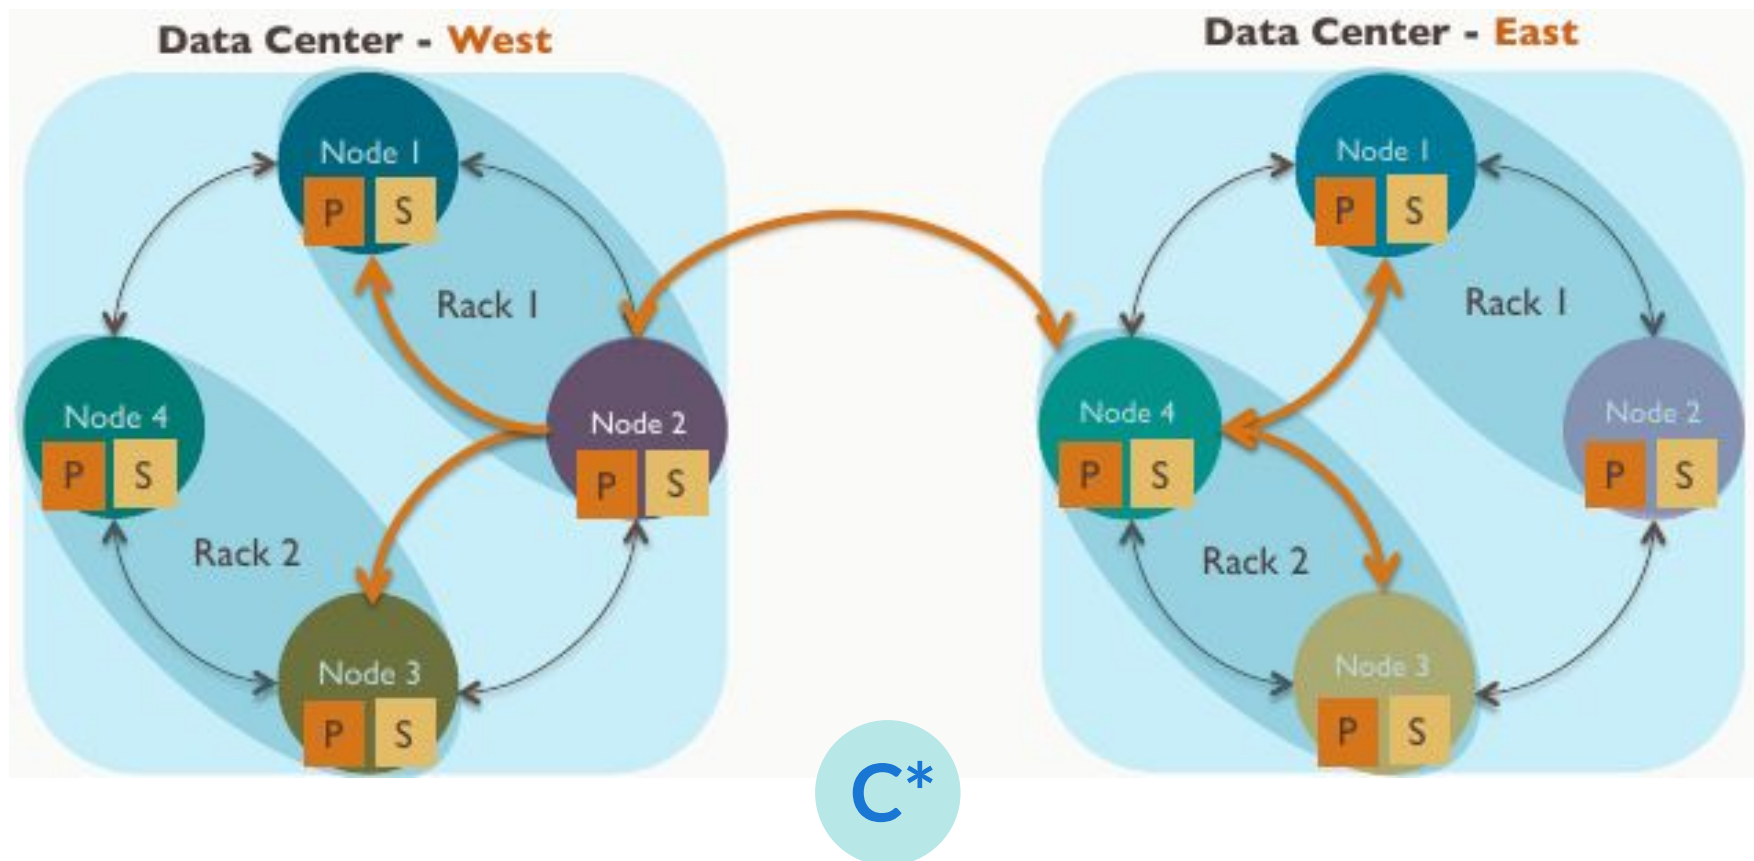 Data Center - West
Node 1
P S
Rack 1
Node 4
P S
Node 2
P S
Rack 2
Node 3
P S
Data Center - East
Node 1
P S
Rack 1
Node 4
P S
Node 2
P S
Rack 2
Node 3
P S
C*